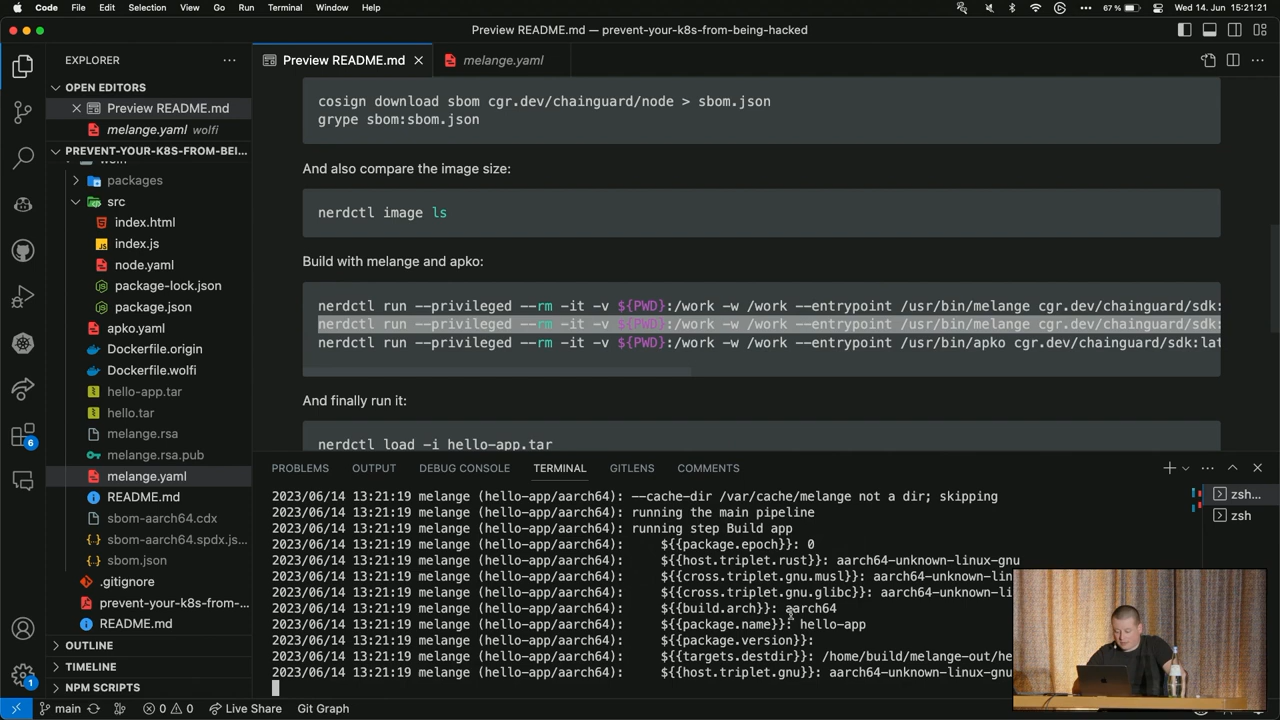 Code File Edit Selection View Go Run Terminal Window Help
67 % Wed 14. Jun 15:21:21
Preview README.md — prevent-your-k8s-from-being-hacked
EXPLORER
OPEN EDITORS
Preview README.md
melange.yaml wolfi
PREVENT-YOUR-K8S-FROM-BEI...
packages
src
index.html
index.js
node.yaml
package-lock.json
package.json
apko.yaml
Dockerfile.origin
Dockerfile.wolfi
hello-app.tar
hello.tar
melange.rsa
melange.rsa.pub
melange.yaml
README.md
sbom-aarch64.cdx
sbom-aarch64.spdx.js...
sbom.json
.gitignore
prevent-your-k8s-from-...
README.md
OUTLINE
TIMELINE
NPM SCRIPTS
6
1
Preview README.md
melange.yaml
cosign download sbom cgr.dev/chainguard/node > sbom.json
grype sbom:sbom.json
And also compare the image size:
nerdctl image ls
Build with melange and apko:
nerdctl run --privileged --rm -it -v ${PWD}:/work -w /work --entrypoint /usr/bin/melange cgr.dev/chainguard/sdk:
nerdctl run --privileged --rm -it -v ${PWD}:/work -w /work --entrypoint /usr/bin/melange cgr.dev/chainguard/sdk:
nerdctl run --privileged --rm -it -v ${PWD}:/work -w /work --entrypoint /usr/bin/apko cgr.dev/chainguard/sdk:lat
And finally run it:
nerdctl load -i hello-app.tar
PROBLEMS OUTPUT DEBUG CONSOLE TERMINAL GITLENS COMMENTS
2023/06/14 13:21:19 melange (hello-app/aarch64): --cache-dir /var/cache/melange not a dir; skipping
2023/06/14 13:21:19 melange (hello-app/aarch64): running the main pipeline
2023/06/14 13:21:19 melange (hello-app/aarch64): running step Build app
2023/06/14 13:21:19 melange (hello-app/aarch64): ${{package.epoch}}: 0
2023/06/14 13:21:19 melange (hello-app/aarch64): ${{host.triplet.rust}}: aarch64-unknown-linux-gnu
2023/06/14 13:21:19 melange (hello-app/aarch64): ${{cross.triplet.gnu.musl}}: aarch64-unknown-lin
2023/06/14 13:21:19 melange (hello-app/aarch64): ${{cross.triplet.gnu.glibc}}: aarch64-unknown-li
2023/06/14 13:21:19 melange (hello-app/aarch64): ${{build.arch}}: aarch64
2023/06/14 13:21:19 melange (hello-app/aarch64): ${{package.name}}: hello-app
2023/06/14 13:21:19 melange (hello-app/aarch64): ${{package.version}}:
2023/06/14 13:21:19 melange (hello-app/aarch64): ${{targets.destdir}}: /home/build/melange-out/he
2023/06/14 13:21:19 melange (hello-app/aarch64): ${{host.triplet.gnu}}: aarch64-unknown-linux-gnu
zsh...
zsh
main 0 0 Live Share Git Graph